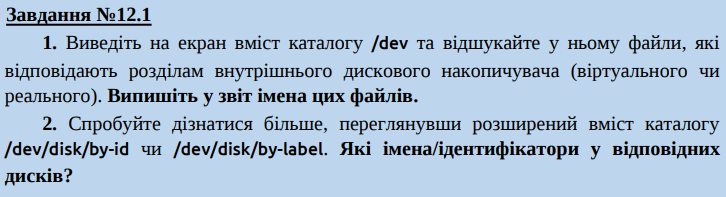 Завдання №12.1
1. Виведіть на екран вміст каталогу /dev та відшукайте у ньому файли, які
відповідають розділам внутрішнього дискового накопичувача (віртуального чи
реального). Випишіть у звіт імена цих файлів.
2. Спробуйте дізнатися більше, переглянувши розширений вміст каталогу
/dev/disk/by-id чи /dev/disk/by-label. Які імена/ідентифікатори у відповідних
дисків?